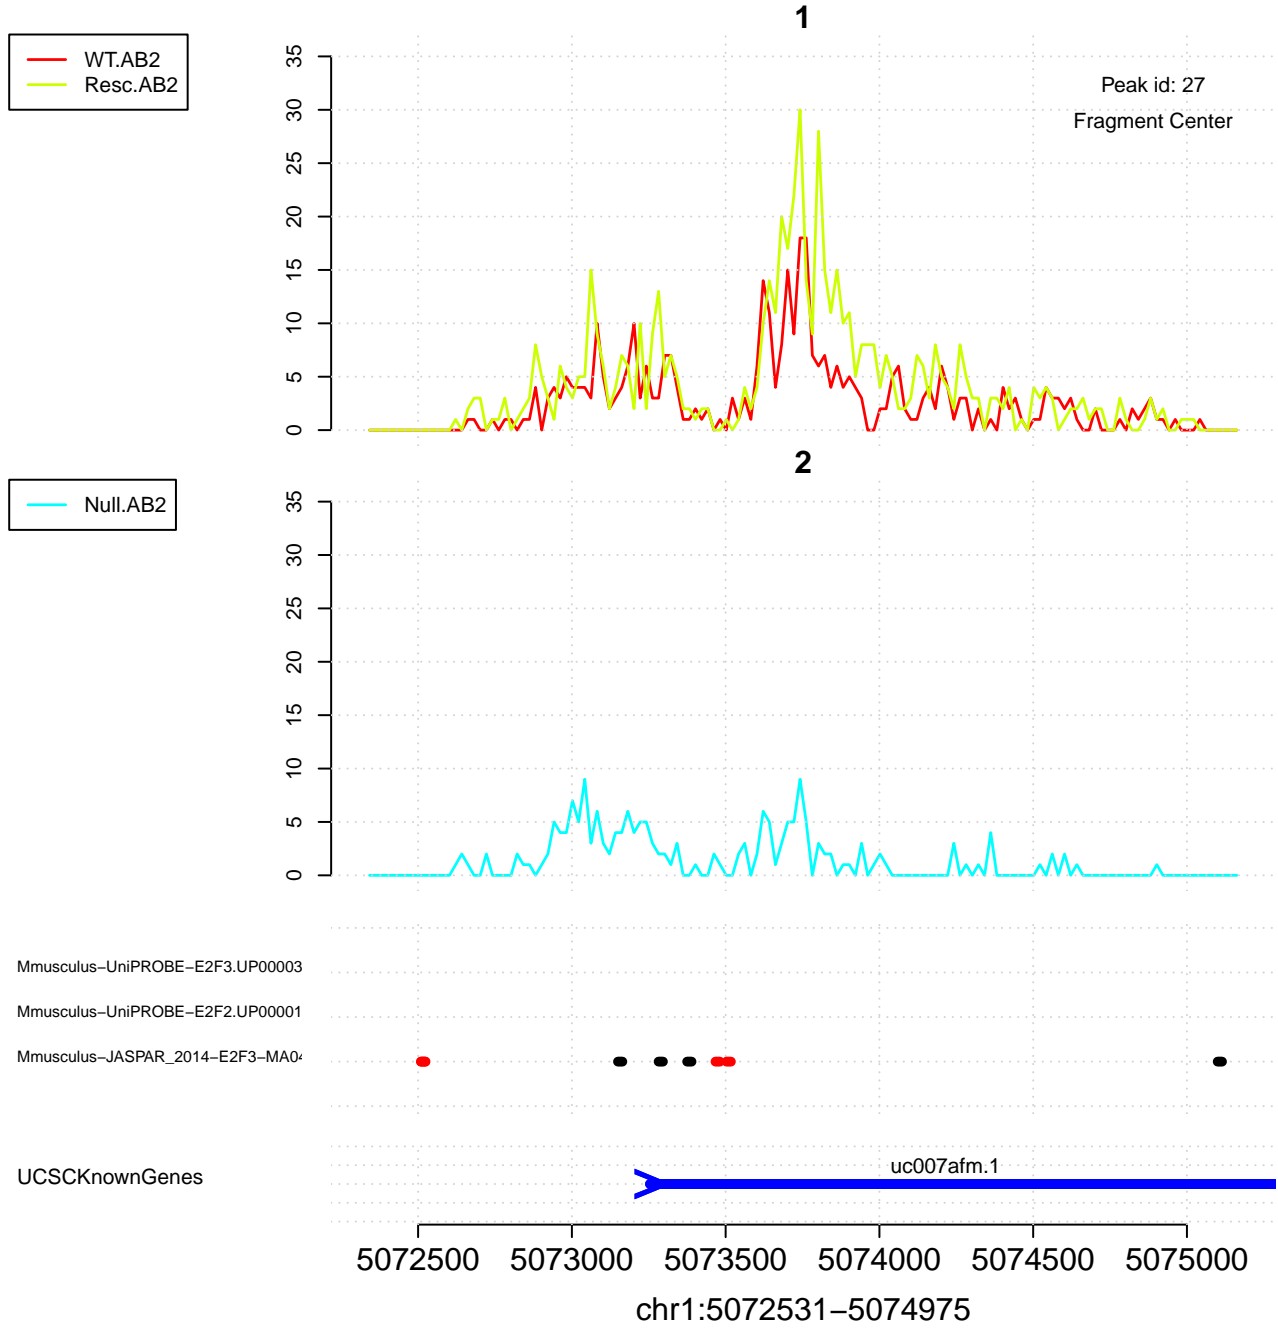 1
WT.AB2
Resc.AB2
Peak id: 27
Fragment Center
35
30
25
20
15
10
5
0
2
Null.AB2
35
30
25
20
15
10
5
0
Mmusculus−UniPROBE−E2F3.UP00003
Mmusculus−UniPROBE−E2F2.UP00001
Mmusculus−JASPAR_2014−E2F3−MA04
UCSCKnownGenes
uc007afm.1
5072500 5073000 5073500 5074000 5074500 5075000
chr1:5072531−5074975